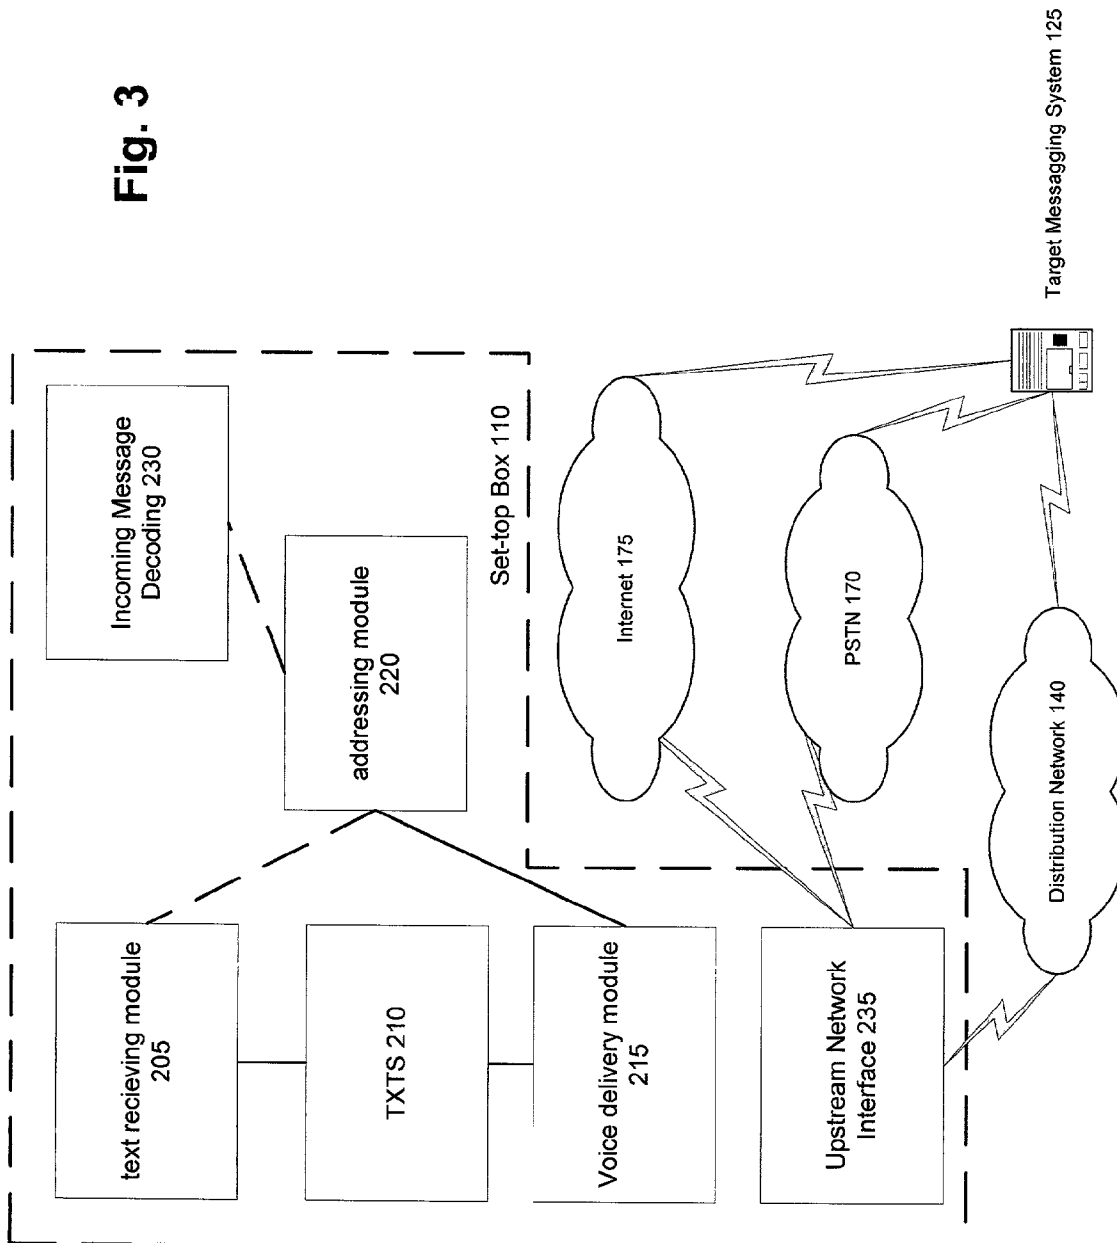 Fig. 3
text recieving module
205
TXTS 210
Voice delivery module
215
Upstream Network
Interface 235
addressing module
220
Incoming Message
Decoding 230
Set-top Box 110
Internet 175
PSTN 170
Distribution Network 140
Target Messagging System 125